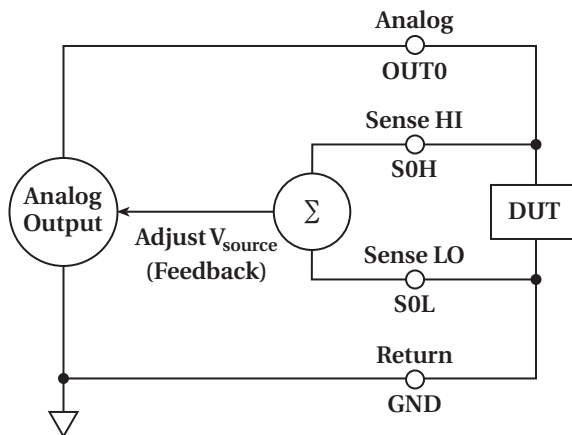 Analog
OUT0
Sense HI
S0H
Analog
Output
Σ
DUT
Adjust Vsource
(Feedback)
Sense LO
S0L
Return
GND